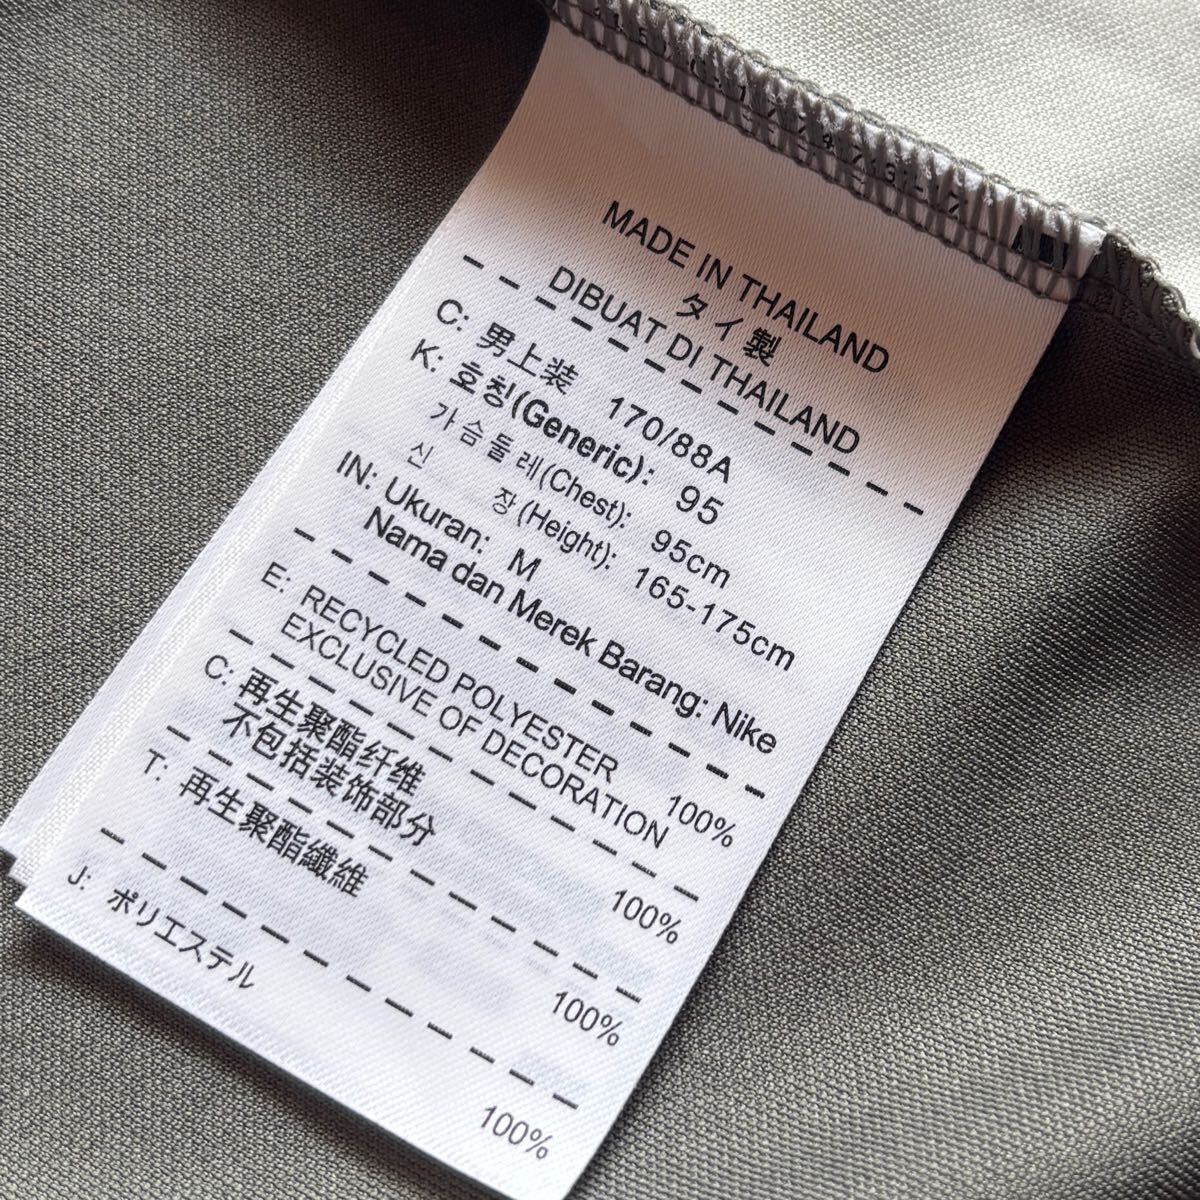 MADE IN THAILAND
タイ製
DIBUAT DI THAILAND
C: 男上装 170/88A
K: 호칭(Generic): 95
가슴둘레(Chest): 95cm
신 장(Height): 165-175cm
IN: Ukuran: M
Nama dan Merek Barang: Nike
E: RECYCLED POLYESTER 100%
EXCLUSIVE OF DECORATION
C: 再生聚酯纤维 100%
不包括装饰部分
T: 再生聚酯纖維 100%
J: ポリエステル 100%